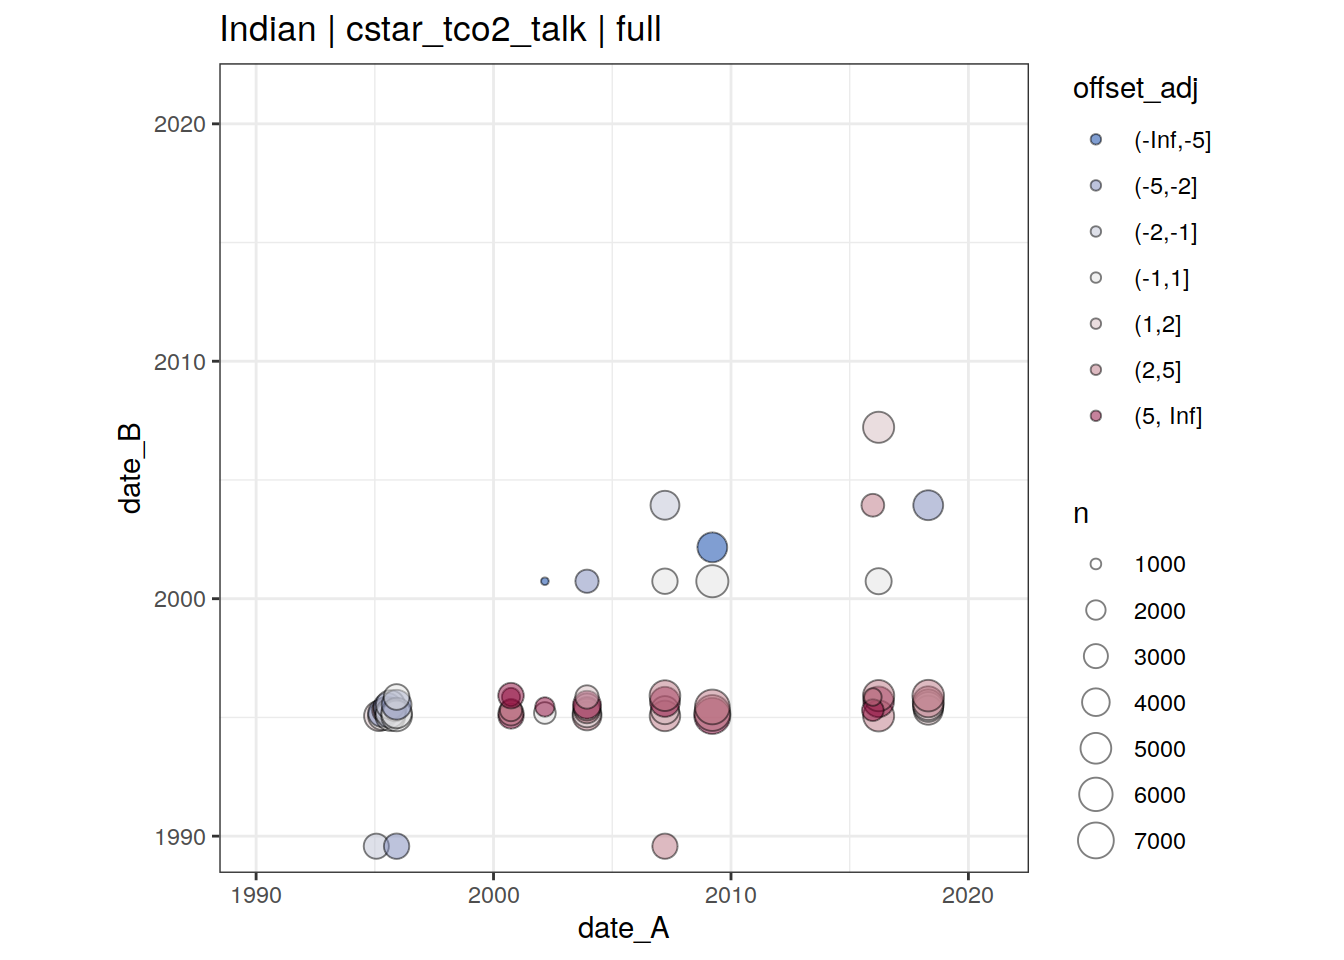 Indian | cstar_tco2_talk | full
2020
2010
2000
1990
date_B
1990
2000
2010
2020
date_A
offset_adj
(-Inf,-5]
(-5,-2]
(-2,-1]
(-1,1]
(1,2]
(2,5]
(5, Inf]
n
1000
2000
3000
4000
5000
6000
7000